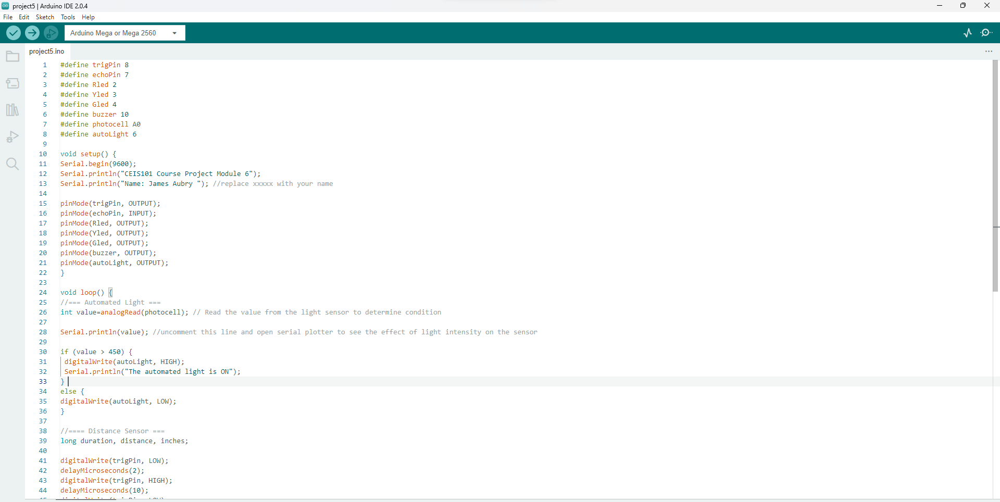 project5 | Arduino IDE 2.0.4
File Edit Sketch Tools Help
Arduino Mega or Mega 2560
project5.ino
1 #define trigPin 8
2 #define echoPin 7
3 #define Rled 2
4 #define Yled 3
5 #define Gled 4
6 #define buzzer 10
7 #define photocell A0
8 #define autoLight 6
9
10 void setup() {
11 Serial.begin(9600);
12 Serial.println("CEIS101 Course Project Module 6");
13 Serial.println("Name: James Aubry "); //replace xxxxx with your name
14
15 pinMode(trigPin, OUTPUT);
16 pinMode(echoPin, INPUT);
17 pinMode(Rled, OUTPUT);
18 pinMode(Yled, OUTPUT);
19 pinMode(Gled, OUTPUT);
20 pinMode(buzzer, OUTPUT);
21 pinMode(autoLight, OUTPUT);
22 }
23
24 void loop() {
25 //=== Automated Light ===
26 int value=analogRead(photocell); // Read the value from the light sensor to determine condition
27
28 Serial.println(value); //uncomment this line and open serial plotter to see the effect of light intensity on the sensor
29
30 if (value > 450) {
31 digitalWrite(autoLight, HIGH);
32 Serial.println("The automated light is ON");
33 }
34 else {
35 digitalWrite(autoLight, LOW);
36 }
37
38 //==== Distance Sensor ===
39 long duration, distance, inches;
40
41 digitalWrite(trigPin, LOW);
42 delayMicroseconds(2);
43 digitalWrite(trigPin, HIGH);
44 delayMicroseconds(10);